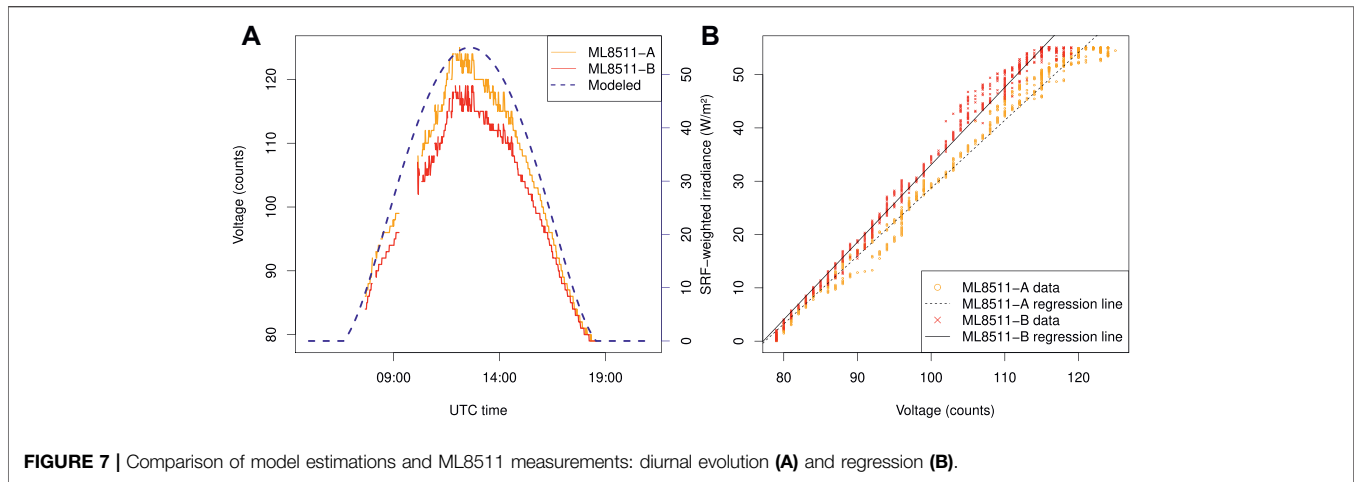 A
ML8511−A
ML8511−B
Modeled
Voltage (counts)
80
90
100
110
120
0
10
20
30
40
50
SRF−weighted irradiance (W/m²)
09:00
14:00
19:00
UTC time
B
0
10
20
30
40
50
ML8511−A data
ML8511−A regression line
ML8511−B data
ML8511−B regression line
80
90
100
110
120
Voltage (counts)
FIGURE 7 | Comparison of model estimations and ML8511 measurements: diurnal evolution (A) and regression (B).